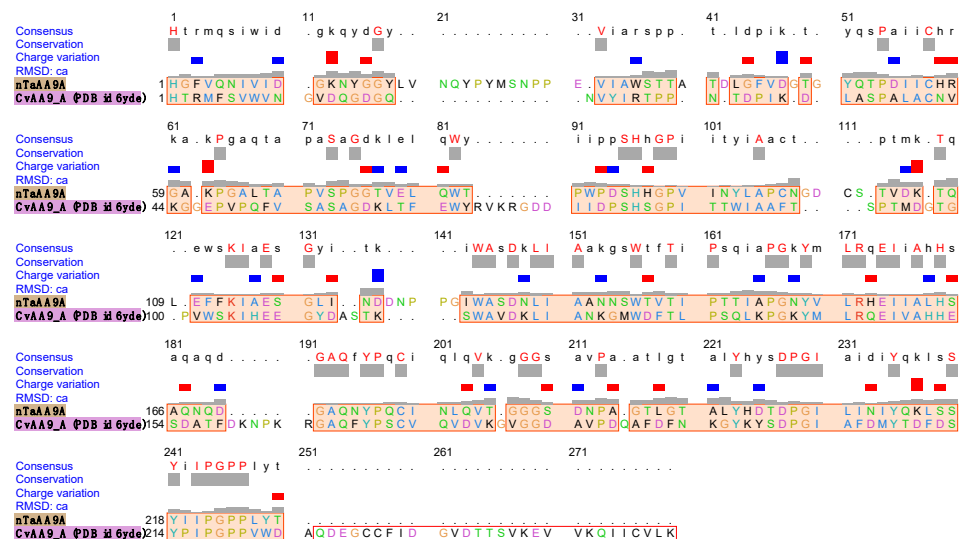 1 11 21 31 41 51
Consensus H t r m q s i w i d . g k q y d G y . . . . . . . . . . . . . V i a r s p p . t . l d p i k . t . y q s P a i i C h r
Conservation
Charge variation
RMSD: ca
nTaAA9A 1 H G F V Q N I V I D G K N Y G G Y L V N Q Y P Y M S N P P E . V I A W S T T A T D L G F V D G T G Y Q T P D I I C H R
CvAA9_A (PDB id 6yde) 1 H T R M F S V W V N G V D Q G D G Q . . . . . . . . . . . . N V Y I R T P P . N . T D P I K . D . L A S P A L A C N V
61 71 81 91 101 111
Consensus k a . k P g a q t a p a S a G d k l e l q W y . . . . . . . i i p p S H h G P i i t y i A a c t . . . . . p t m k . T q
Conservation
Charge variation
RMSD: ca
nTaAA9A 59 G A . K P G A L T A P V S P G G T V E L Q W T . . . . . . . P W P D S H H G P V I N Y L A P C N G D C S . T V D K . T Q
CvAA9_A (PDB id 6yde) 44 K G G E P V P Q F V S A S A G D K L T F E W Y R V K R G D D I I D P S H S G P I T T W I A A F T . . . . S P T M D G T G
121 131 141 151 161 171
Consensus . . e w s K I a E s G y i . . t k . . . . i W A s D k L I A a k g s W t f T i P s q i a P G k Y m L R q E I i A h H s
Conservation
Charge variation
RMSD: ca
nTaAA9A 109 L . E F F K I A E S G L I . . N D D N P P G I W A S D N L I A A N N S W T V T I P T T I A P G N Y V L R H E I I A L H S
CvAA9_A (PDB id 6yde) 100 . P V W S K I H E E G Y D A S T K . . . . S W A V D K L I A N K G M W D F T L P S Q L K P G K Y M L R Q E I V A H H E
181 191 201 211 221 231
Consensus a q a q d . . . . . . G A Q f Y P q C i q l q V k . g G G s a v P a . a t l g t a l Y h y s D P G I a i d i Y q k l s S
Conservation
Charge variation
RMSD: ca
nTaAA9A 166 A Q N Q D . . . . . . G A Q N Y P Q C I N L Q V T . G G G S D N P A . G T L G T A L Y H D T D P G I L I N I Y Q K L S S
CvAA9_A (PDB id 6yde) 154 S D A T F D K N P K R G A Q F Y P S C V Q V D V K G V G G D A V P D Q A F D F N K G Y K Y S D P G I A F D M Y T D F D S
241 251 261 271
Consensus Y i I P G P P l y t . . . . . . . . . . . . . . . . . . . . . . . . . . . . .
Conservation
Charge variation
RMSD: ca
nTaAA9A 218 Y I I P G P P L Y T . . . . . . . . . . . . . . . . . . . . . . . . . . . . .
CvAA9_A (PDB id 6yde) 214 Y P I P G P P V W D A Q D E G C C F I D G V D T T S V K E V V K Q I I C V L K